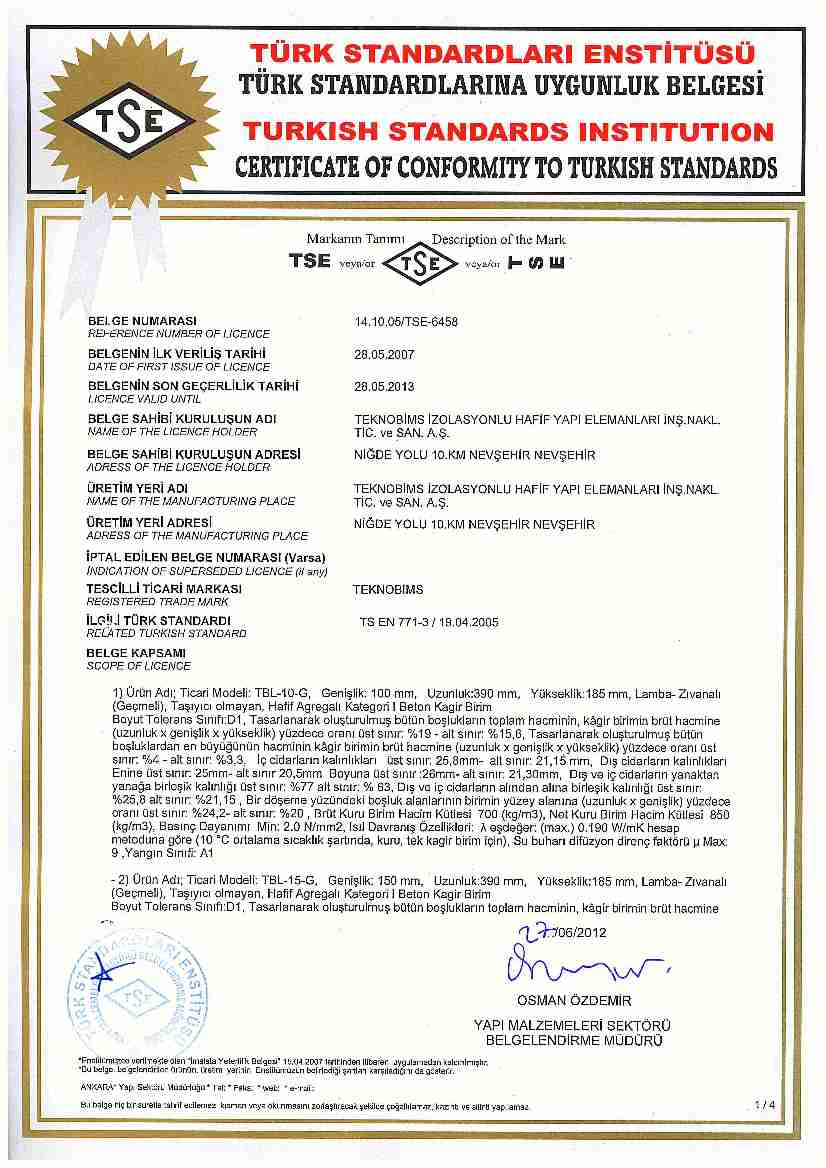 TÜRK STANDARDLARI ENSTİTÜSÜ
TÜRK STANDARDLARINA UYGUNLUK BELGESİ
TURKISH STANDARDS INSTITUTION
CERTIFICATE OF CONFORMITY TO TURKISH STANDARDS
TSE
Markanın Tanımı Description of the Mark
TSE veya/or TSE veya/or TSE
BELGE NUMARASI 14.10.05/TSE-6458
REFERENCE NUMBER OF LICENCE
BELGENİN İLK VERİLİŞ TARİHİ 28.05.2007
DATE OF FIRST ISSUE OF LICENCE
BELGENİN SON GEÇERLİLİK TARİHİ 28.05.2013
LICENCE VALID UNTIL
BELGE SAHİBİ KURULUŞUN ADI TEKNOBİMS İZOLASYONLU HAFİF YAPI ELEMANLARI İNŞ.NAKL.
NAME OF THE LICENCE HOLDER TİC. ve SAN. A.Ş.
BELGE SAHİBİ KURULUŞUN ADRESİ NİĞDE YOLU 10.KM NEVŞEHİR NEVŞEHİR
ADRESS OF THE LICENCE HOLDER
ÜRETİM YERİ ADI TEKNOBİMS İZOLASYONLU HAFİF YAPI ELEMANLARI İNŞ.NAKL.
NAME OF THE MANUFACTURING PLACE TİC. ve SAN. A.Ş.
ÜRETİM YERİ ADRESİ NİĞDE YOLU 10.KM NEVŞEHİR NEVŞEHİR
ADRESS OF THE MANUFACTURING PLACE
İPTAL EDİLEN BELGE NUMARASI (Varsa)
INDICATION OF SUPERSEDED LICENCE (if any)
TESCİLLİ TİCARİ MARKASI TEKNOBIMS
REGISTERED TRADE MARK
İLGİLİ TÜRK STANDARDI TS EN 771-3 / 19.04.2005
RELATED TURKISH STANDARD
BELGE KAPSAMI
SCOPE OF LICENCE
1) Ürün Adı; Ticari Modeli: TBL-10-G, Genişlik: 100 mm, Uzunluk:390 mm, Yükseklik:185 mm, Lamba- Zıvanalı
(Geçmeli), Taşıyıcı olmayan, Hafif Agregalı Kategori I Beton Kagir Birim
Boyut Tolerans Sınıfı:D1, Tasarlanarak oluşturulmuş bütün boşlukların toplam hacminin, kâgir birimin brüt hacmine
(uzunluk x genişlik x yükseklik) yüzdece oranı üst sınır: %19 - alt sınır: %15,6, Tasarlanarak oluşturulmuş bütün
boşluklardan en büyüğünün hacminin kâgir birimin brüt hacmine (uzunluk x genişlik x yükseklik) yüzdece oranı üst
sınır: %4 - alt sınır: %3,3, İç cidarların kalınlıkları üst sınır: 25,8mm- alt sınır: 21,15 mm, Dış cidarların kalınlıkları
Enine üst sınır: 25mm- alt sınır 20,5mm Boyuna üst sınır :26mm- alt sınır: 21,30mm, Dış ve iç cidarların yanaktan
yanağa birleşik kalınlığı üst sınır: %77 alt sınır: % 63, Dış ve iç cidarların alından alına birleşik kalınlığı üst sınır:
%25,8 alt sınır: %21,15 , Bir döşeme yüzündeki boşluk alanlarının birimin yüzey alanına (uzunluk x genişlik) yüzdece
oranı üst sınır: %24,2- alt sınır: %20 , Brüt Kuru Birim Hacim Kütlesi 700 (kg/m3), Net Kuru Birim Hacim Kütlesi 850
(kg/m3), Basınç Dayanımı Min: 2.0 N/mm2, Isıl Davranış Özellikleri: λ eşdeğer: (max.) 0.190 W/mK hesap
metoduna göre (10 °C ortalama sıcaklık şartında, kuru, tek kagir birim için), Su buharı difüzyon direnç faktörü μ Max:
9 ,Yangın Sınıfı: A1
- 2) Ürün Adı; Ticari Modeli: TBL-15-G, Genişlik: 150 mm, Uzunluk:390 mm, Yükseklik:185 mm, Lamba- Zıvanalı
(Geçmeli), Taşıyıcı olmayan, Hafif Agregalı Kategori I Beton Kagir Birim
Boyut Tolerans Sınıfı:D1, Tasarlanarak oluşturulmuş bütün boşlukların toplam hacminin, kâgir birimin brüt hacmine
27/06/2012
OSMAN ÖZDEMİR
YAPI MALZEMELERİ SEKTÖRÜ
BELGELENDİRME MÜDÜRÜ
TÜRK STANDARDLARI ENSTİTÜSÜ
TSE
*Enstitümüzce verilmekte olan "İmalata Yeterlilik Belgesi" 15.04.2007 tarihinden itibaren uygulamadan kaldırılmıştır.
*Bu belge, belgelendirilen ürünün, üretim yerinin, Enstitümüzün belirlediği şartları karşıladığını da gösterir.
ANKARA* Yapı Sektörü Müdürlüğü * Tel: * Faks: * web: * e-mail:
Bu belge hiç bir suretle tahrif edilemez, kısmen veya okunmasını zorlaştıracak şekilde çoğaltılamaz, kazıntı ve silinti yapılamaz.
1 / 4